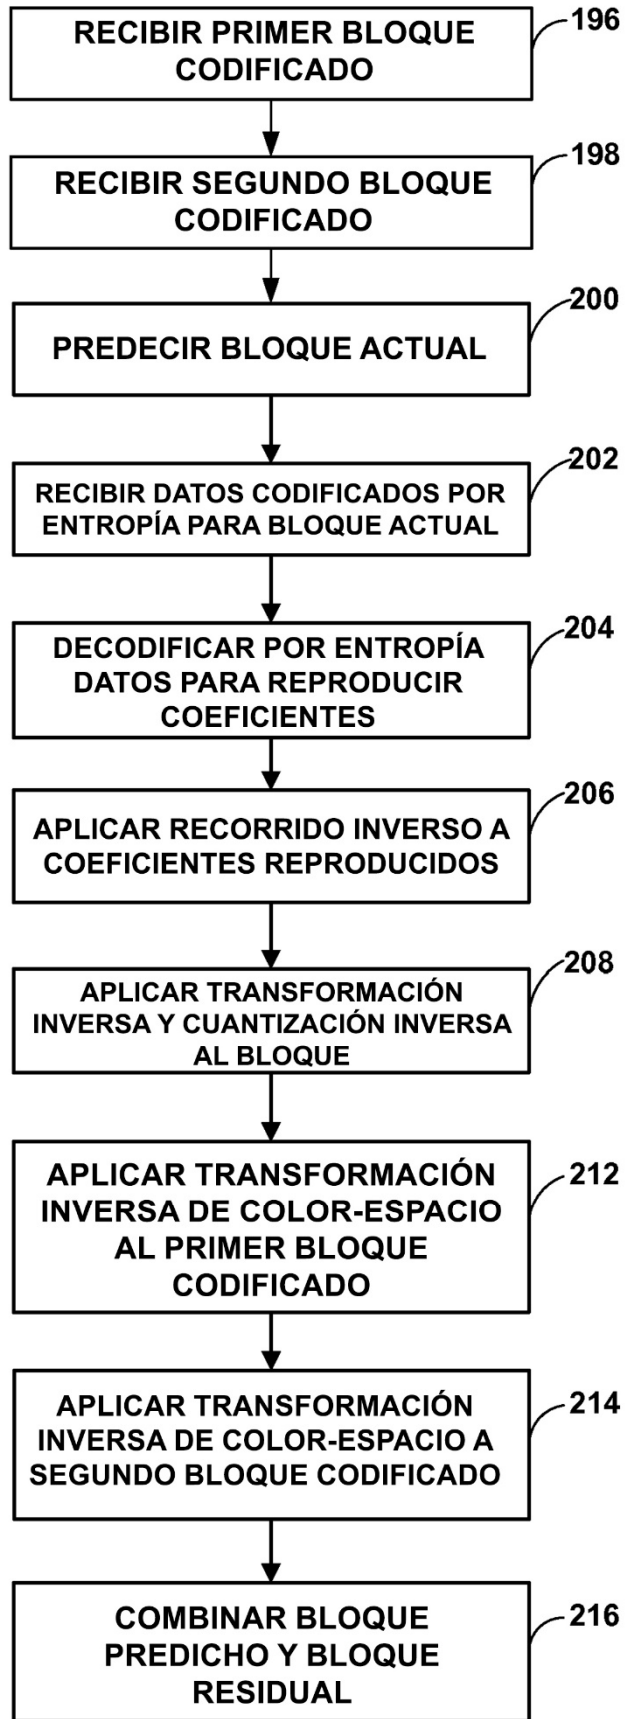 RECIBIR PRIMER BLOQUE
CODIFICADO
196
RECIBIR SEGUNDO BLOQUE
CODIFICADO
198
PREDECIR BLOQUE ACTUAL
200
RECIBIR DATOS CODIFICADOS POR
ENTROPÍA PARA BLOQUE ACTUAL
202
DECODIFICAR POR ENTROPÍA
DATOS PARA REPRODUCIR
COEFICIENTES
204
APLICAR RECORRIDO INVERSO A
COEFICIENTES REPRODUCIDOS
206
APLICAR TRANSFORMACIÓN
INVERSA Y CUANTIZACIÓN INVERSA
AL BLOQUE
208
APLICAR TRANSFORMACIÓN
INVERSA DE COLOR-ESPACIO
AL PRIMER BLOQUE
CODIFICADO
212
APLICAR TRANSFORMACIÓN
INVERSA DE COLOR-ESPACIO A
SEGUNDO BLOQUE CODIFICADO
214
COMBINAR BLOQUE
PREDICHO Y BLOQUE
RESIDUAL
216